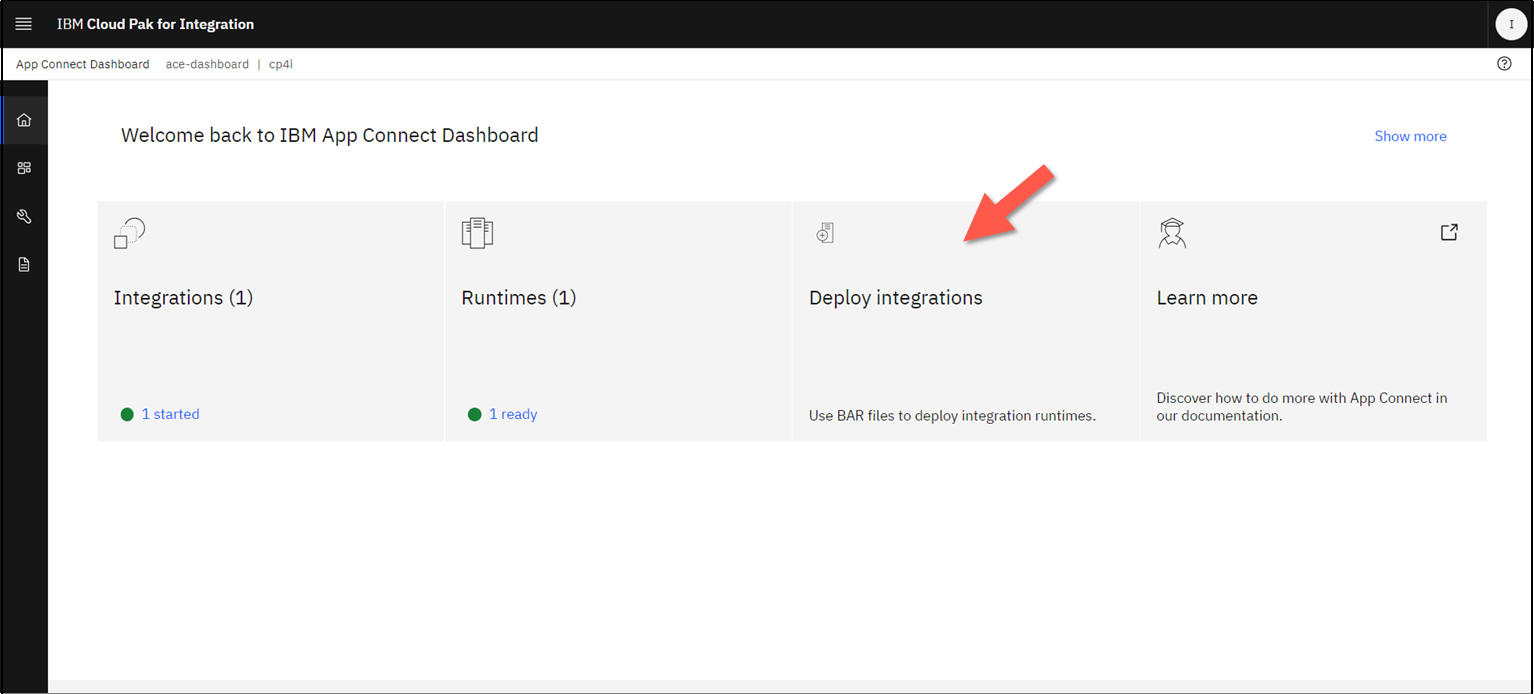 IBM Cloud Pak for Integration
I
App Connect Dashboard ace-dashboard | cp4i
Welcome back to IBM App Connect Dashboard
Show more
Integrations (1)
1 started
Runtimes (1)
1 ready
Deploy integrations
Use BAR files to deploy integration runtimes.
Learn more
Discover how to do more with App Connect in
our documentation.